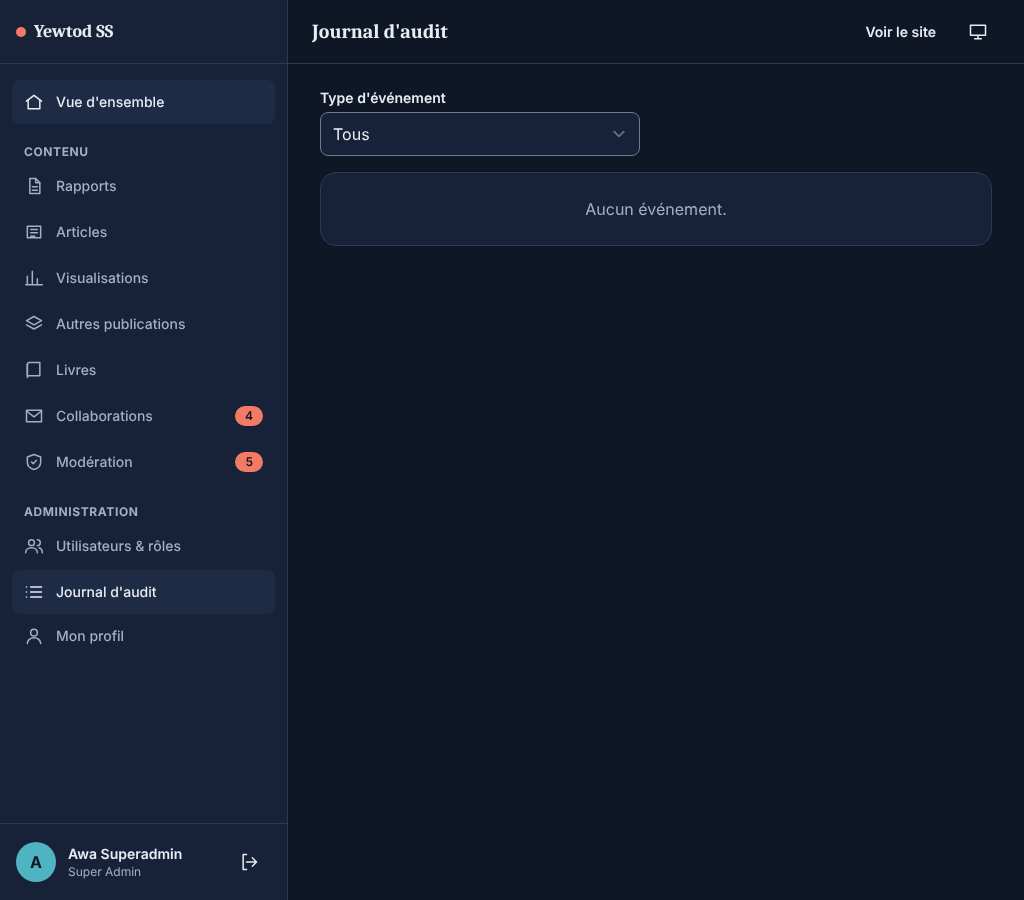 Yewtod SS
Journal d'audit
Voir le site
Vue d'ensemble
CONTENU
Rapports
Articles
Visualisations
Autres publications
Livres
Collaborations 4
Modération 5
ADMINISTRATION
Utilisateurs & rôles
Journal d'audit
Mon profil
A
Awa Superadmin
Super Admin
Type d'événement
Tous
Aucun événement.